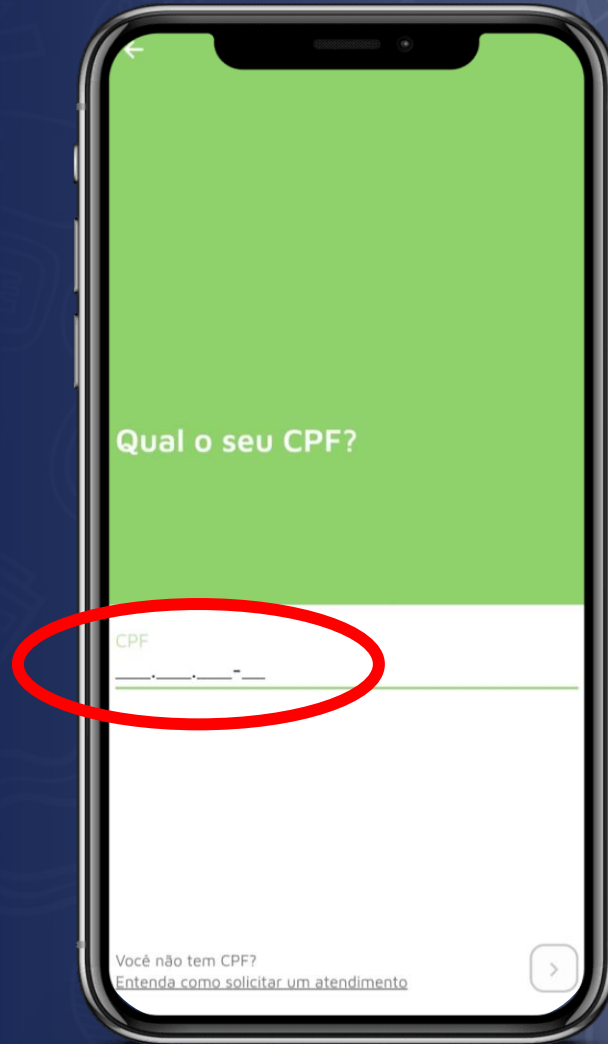 Qual o seu CPF?
CPF
___.___.___-__
Você não tem CPF?
Entenda como solicitar um atendimento